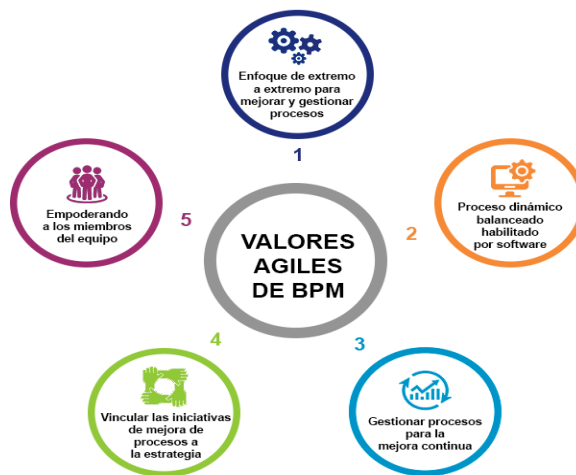 Enfoque de extremo
a extremo para
mejorar y gestionar
procesos
1
Proceso dinámico
balanceado
habilitado
por software
2
Gestionar procesos
para la
mejora continua
3
Vincular las iniciativas
de mejora de
procesos a
la estrategia
4
Empoderando
a los miembros
del equipo
5
VALORES
AGILES
DE BPM